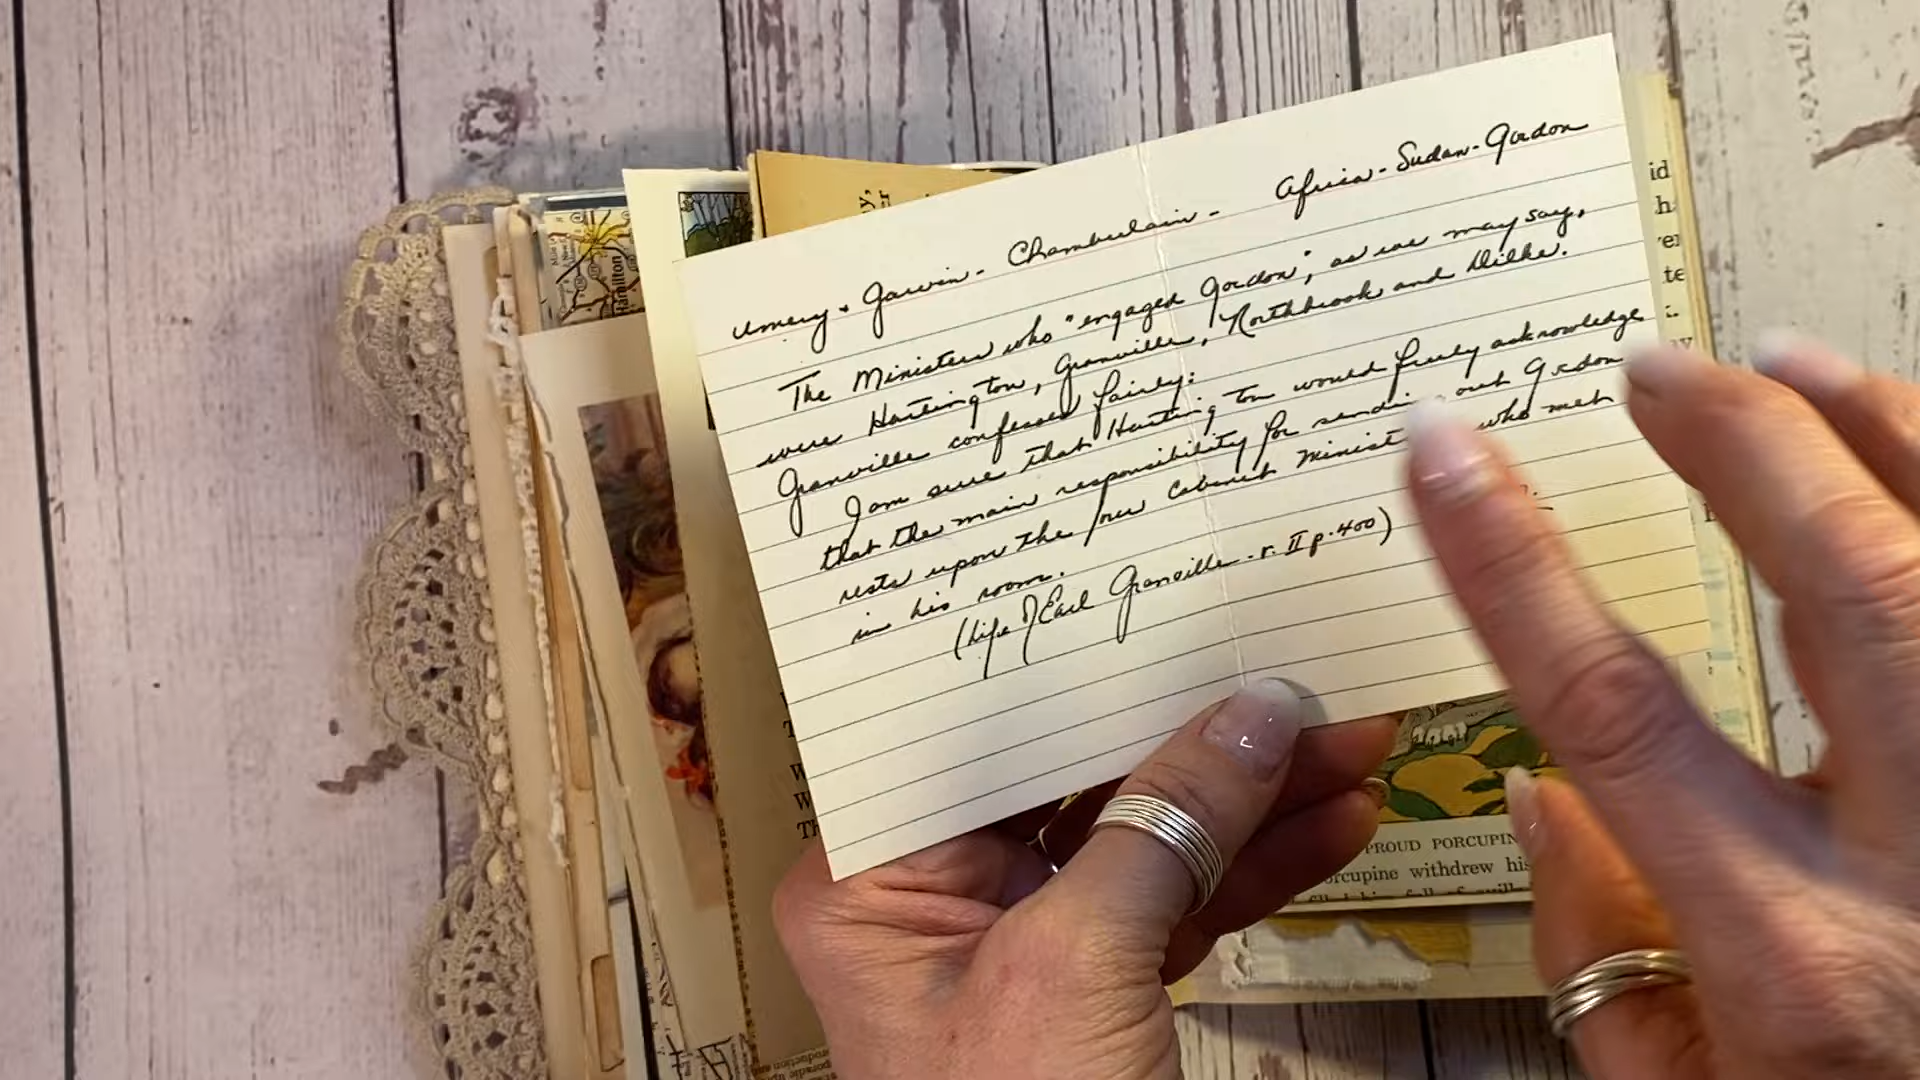 Amery & Garvin - Chamberlain - Africa - Sudan - Gordon
The Ministers who "engaged Gordon", as we may say,
were Hartington, Granville, Northbrook and Dilke.
Granville confessed fairly:
I am sure that Hartington would freely acknowledge
that the main responsibility for sending out Gordon
rests upon the four Cabinet Ministers who met
in his room.
(Life of Earl Granville - v. II p. 400)
Hamilton
PROUD PORCUPIN
orcupine withdrew his